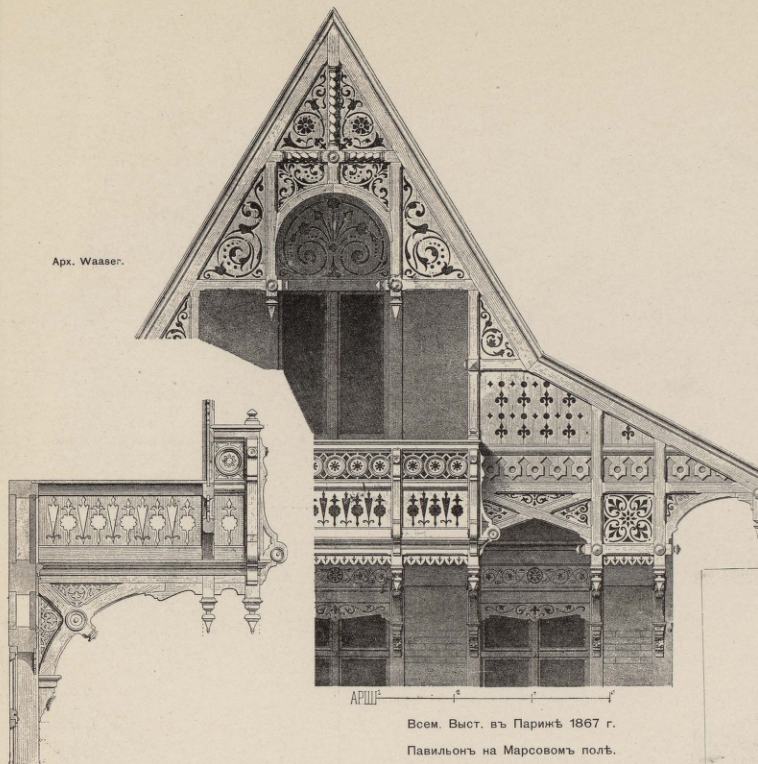 Арх. Waaser.
АРШ
Всем. Выст. въ Парижѣ 1867 г.
Павильонъ на Марсовомъ полѣ.